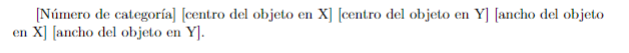 [Número de categoría] [centro del objeto en X] [centro del objeto en Y] [ancho del objeto
en X] [ancho del objeto en Y].